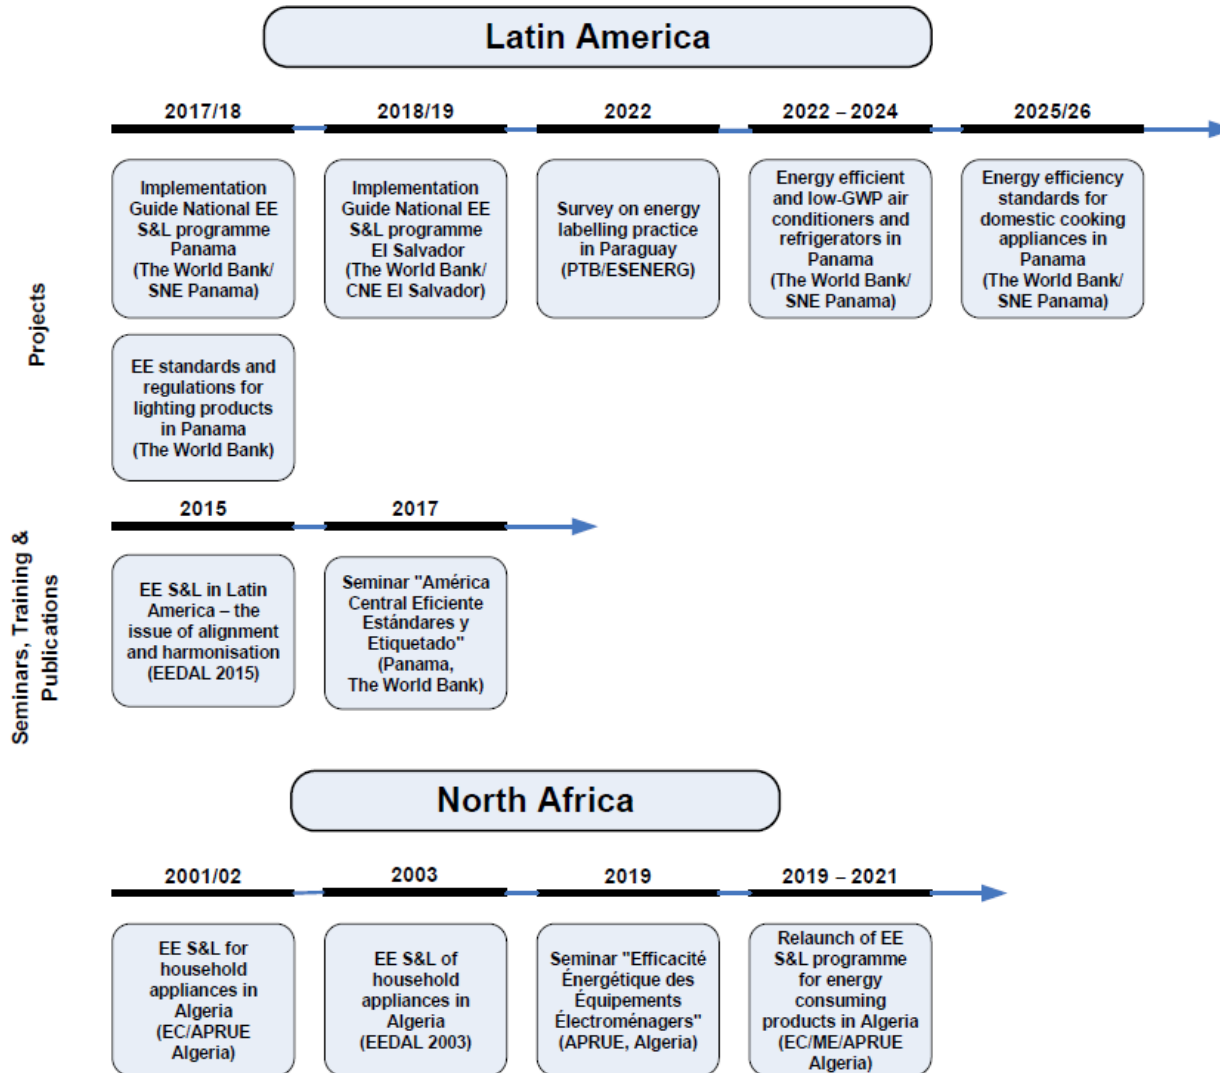 Latin America
2017/18
2018/19
2022
2022 – 2024
2025/26
Projects
Implementation
Guide National EE
S&L programme
Panama
(The World Bank/
SNE Panama)
Implementation
Guide National EE
S&L programme
El Salvador
(The World Bank/
CNE El Salvador)
Survey on energy
labelling practice
in Paraguay
(PTB/ESENERG)
Energy efficient
and low-GWP air
conditioners and
refrigerators in
Panama
(The World Bank/
SNE Panama)
Energy efficiency
standards for
domestic cooking
appliances in
Panama
(The World Bank/
SNE Panama)
EE standards and
regulations for
lighting products
in Panama
(The World Bank)
2015
2017
Seminars, Training &
Publications
EE S&L in Latin
America – the
issue of alignment
and harmonisation
(EEDAL 2015)
Seminar "América
Central Eficiente
Estándares y
Etiquetado"
(Panama,
The World Bank)
North Africa
2001/02
2003
2019
2019 – 2021
EE S&L for
household
appliances in
Algeria
(EC/APRUE
Algeria)
EE S&L of
household
appliances in
Algeria
(EEDAL 2003)
Seminar "Efficacité
Énergétique des
Équipements
Électroménagers"
(APRUE, Algeria)
Relaunch of EE
S&L programme
for energy
consuming
products in Algeria
(EC/ME/APRUE
Algeria)